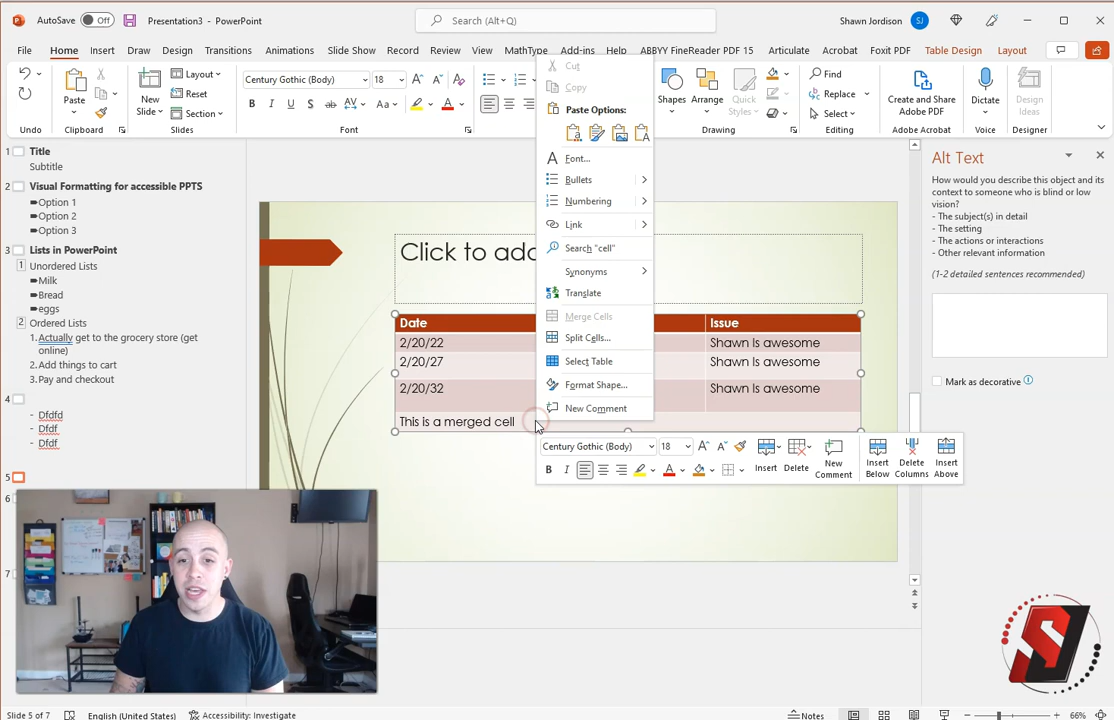 AutoSave Off Presentation3 - PowerPoint Search (Alt+Q) Shawn Jordison SJ
File Home Insert Draw Design Transitions Animations Slide Show Record Review View MathType Add-ins Help ABBYY FineReader PDF 15 Articulate Acrobat Foxit PDF Table Design Layout
Undo
Paste
Clipboard
New
Slide
Layout
Reset
Section
Slides
Century Gothic (Body) 18
Font
Shapes
Arrange
Quick
Styles
Drawing
Find
Replace
Select
Editing
Create and Share
Adobe PDF
Adobe Acrobat
Dictate
Voice
Design
Ideas
Designer
1 Title
Subtitle
2 Visual Formatting for accessible PPTS
Option 1
Option 2
Option 3
3 Lists in PowerPoint
1 Unordered Lists
Milk
Bread
eggs
2 Ordered Lists
1. Actually get to the grocery store (get
online)
2. Add things to cart
3. Pay and checkout
4
- Dfdfd
- Dfdf
- Dfdf
5
6
7
Click to add
Date Issue
2/20/22 Shawn Is awesome
2/20/27 Shawn Is awesome
2/20/32 Shawn Is awesome
This is a merged cell
Cut
Copy
Paste Options:
Font...
Bullets
Numbering
Link
Search "cell"
Synonyms
Translate
Merge Cells
Split Cells...
Select Table
Format Shape...
New Comment
Century Gothic (Body) 18
B I
Insert
Delete
New
Comment
Insert
Below
Delete
Columns
Insert
Above
Alt Text
How would you describe this object and its
context to someone who is blind or low
vision?
- The subject(s) in detail
- The setting
- The actions or interactions
- Other relevant information
(1-2 detailed sentences recommended)
Mark as decorative
Slide 5 of 7 English (United States) Accessibility: Investigate Notes 66%